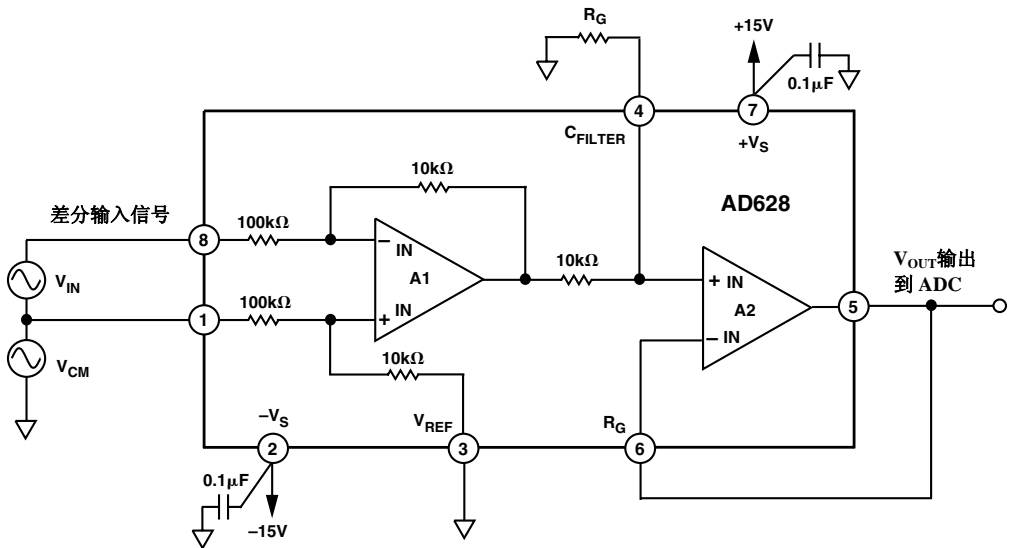 R_G
+15V
0.1μF
4
7
C_FILTER
+V_S
10kΩ
AD628
差分输入信号
100kΩ
8
– IN
A1
10kΩ
V_OUT输出
到 ADC
V_IN
+ IN
A2
5
100kΩ
1
+ IN
– IN
V_CM
10kΩ
–V_S
V_REF
R_G
2
3
6
0.1μF
–15V